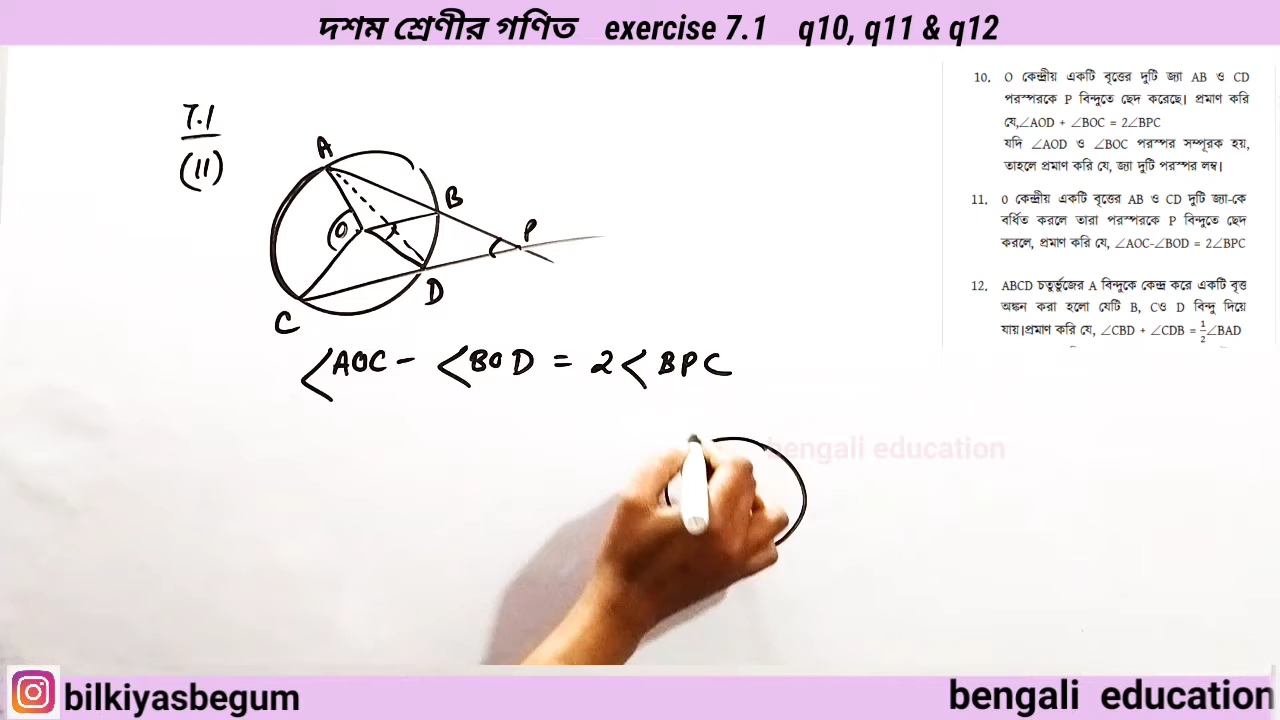 দশম শ্রেণীর গণিত exercise 7.1 q10, q11 & q12
10. O কেন্দ্রীয় একটি বৃত্তের দুটি জ্যা AB ও CD
পরস্পরকে P বিন্দুতে ছেদ করেছে। প্রমাণ করি
যে,∠AOD + ∠BOC = 2∠BPC
যদি ∠AOD ও ∠BOC পরস্পর সম্পূরক হয়,
তাহলে প্রমাণ করি যে, জ্যা দুটি পরস্পর লম্ব।
11. 0 কেন্দ্রীয় একটি বৃত্তের AB ও CD দুটি জ্যা-কে
বর্ধিত করলে তারা পরস্পরকে P বিন্দুতে ছেদ
করলে, প্রমাণ করি যে, ∠AOC-∠BOD = 2∠BPC
12. ABCD চতুর্ভুজের A বিন্দুকে কেন্দ্র করে একটি বৃত্ত
অঙ্কন করা হলো যেটি B, Cও D বিন্দু দিয়ে
যায়।প্রমাণ করি যে, ∠CBD + ∠CDB = 1/2∠BAD
7.1
(11)
A
B
O
P
D
C
∠AOC - ∠BOD = 2∠BPC
bengali education
bilkiyasbegum
bengali education